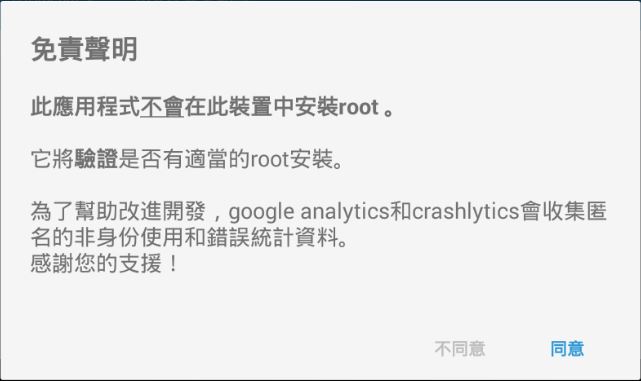 免責聲明
此應用程式不會在此裝置中安裝root。
它將驗證是否有適當的root安裝。
為了幫助改進開發，google analytics和crashlytics會收集匿
名的非身份使用和錯誤統計資料。
感謝您的支援！
不同意 同意